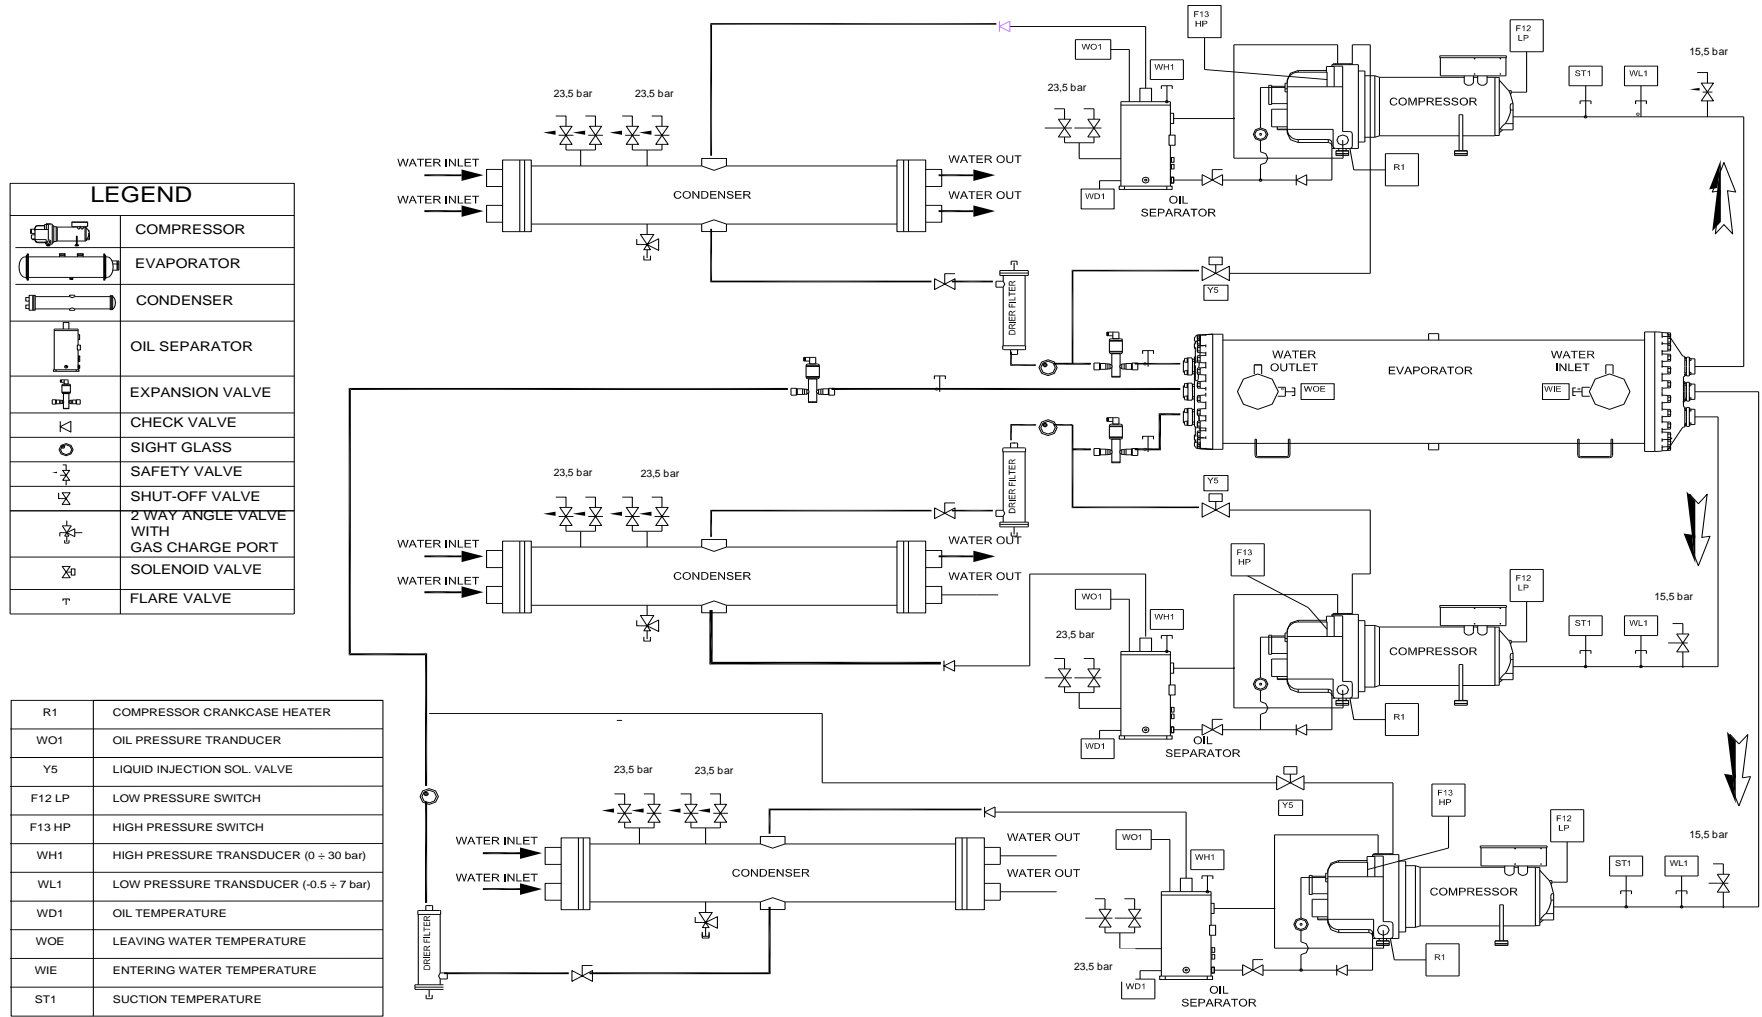 LEGEND
COMPRESSOR
EVAPORATOR
CONDENSER
OIL SEPARATOR
EXPANSION VALVE
CHECK VALVE
SIGHT GLASS
SAFETY VALVE
SHUT-OFF VALVE
2 WAY ANGLE VALVE
WITH
GAS CHARGE PORT
SOLENOID VALVE
FLARE VALVE
R1 COMPRESSOR CRANKCASE HEATER
WO1 OIL PRESSURE TRANDUCER
Y5 LIQUID INJECTION SOL. VALVE
F12 LP LOW PRESSURE SWITCH
F13 HP HIGH PRESSURE SWITCH
WH1 HIGH PRESSURE TRANSDUCER (0 ÷ 30 bar)
WL1 LOW PRESSURE TRANSDUCER (-0.5 ÷ 7 bar)
WD1 OIL TEMPERATURE
WOE LEAVING WATER TEMPERATURE
WIE ENTERING WATER TEMPERATURE
ST1 SUCTION TEMPERATURE
23,5 bar
23,5 bar
WATER INLET
WATER INLET
CONDENSER
WATER OUT
WATER OUT
23,5 bar
WO1
WH1
WD1
OIL
SEPARATOR
F13
HP
F12
LP
COMPRESSOR
R1
ST1
WL1
15,5 bar
Y5
DRIER FILTER
WATER
OUTLET
WOE
EVAPORATOR
WATER
INLET
WIE
DRIER FILTER
Y5
23,5 bar
23,5 bar
WATER INLET
WATER INLET
CONDENSER
WATER OUT
WATER OUT
23,5 bar
WO1
WH1
WD1
OIL
SEPARATOR
F13
HP
F12
LP
COMPRESSOR
R1
ST1
WL1
15,5 bar
23,5 bar
23,5 bar
WATER INLET
WATER INLET
CONDENSER
WATER OUT
WATER OUT
DRIER FILTER
Y5
WO1
WH1
23,5 bar
WD1
OIL
SEPARATOR
F13
HP
F12
LP
COMPRESSOR
R1
ST1
WL1
15,5 bar